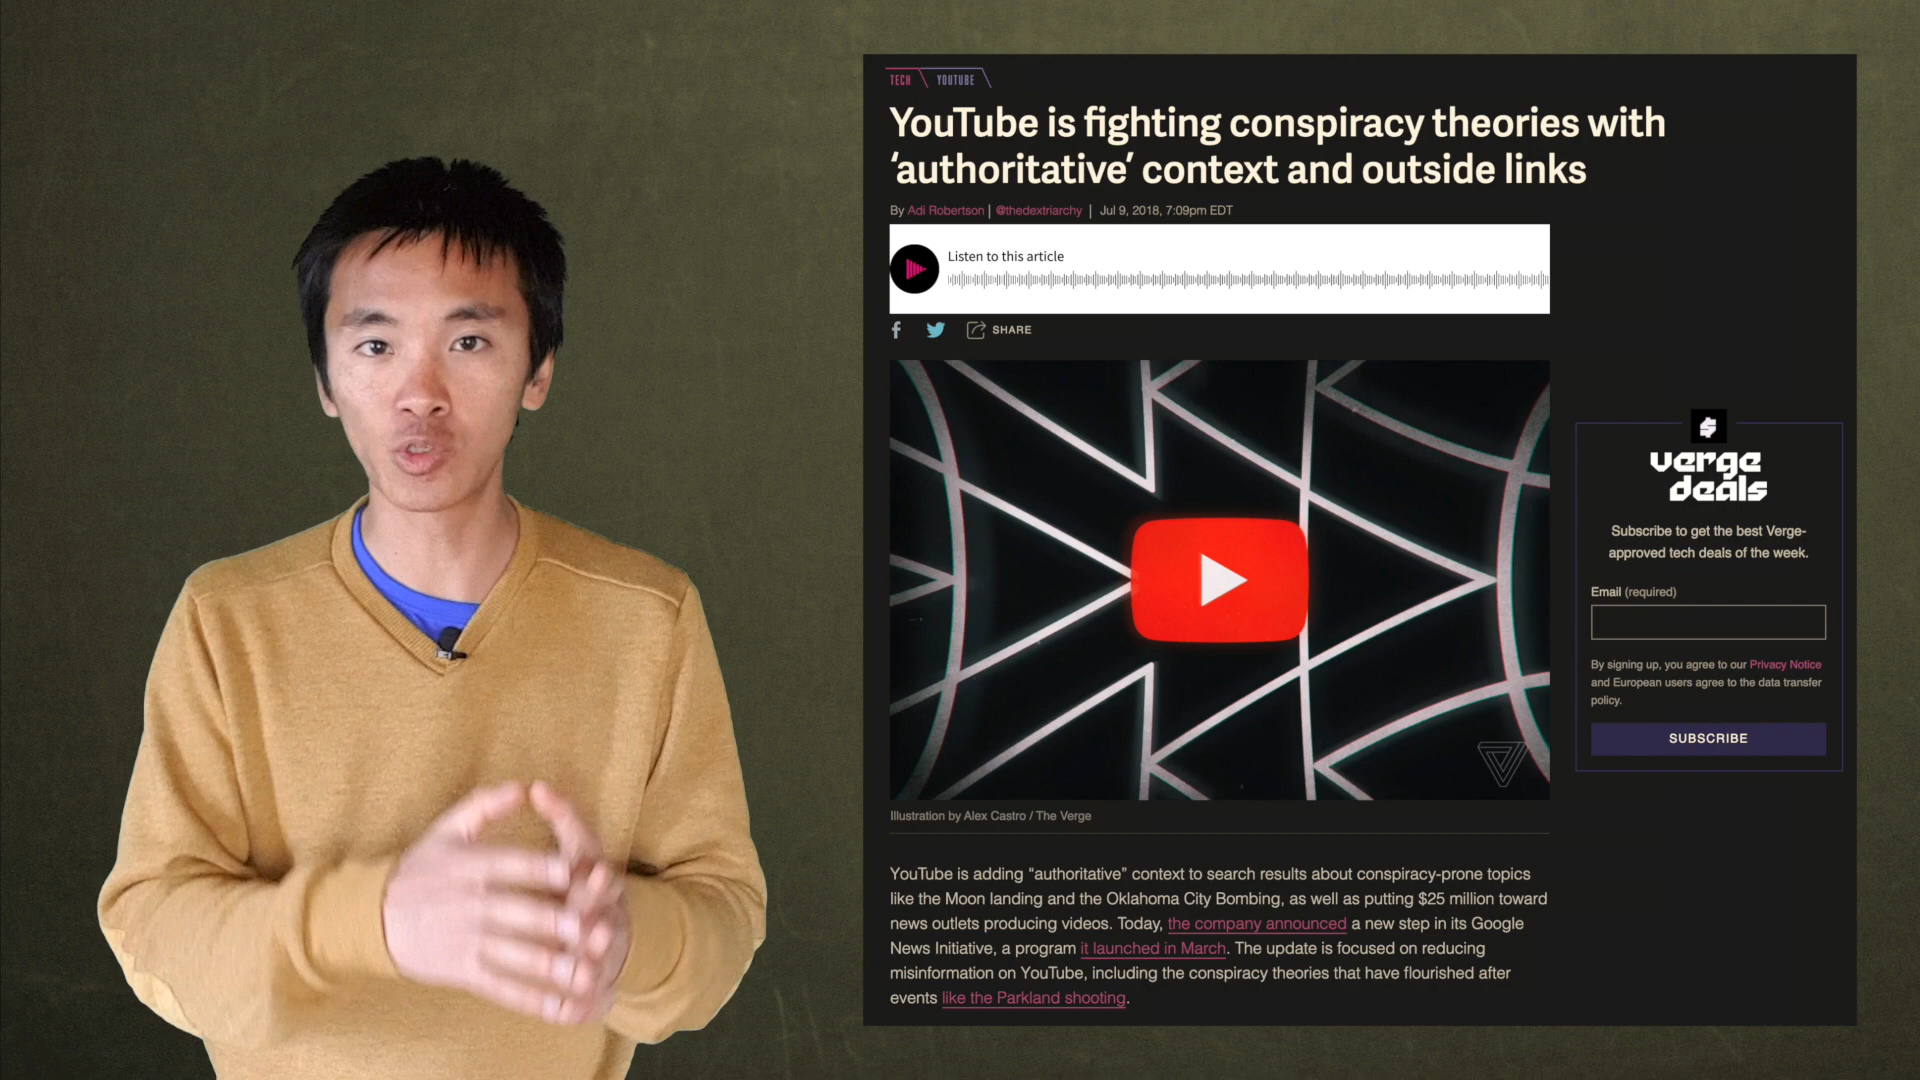 TECH YOUTUBE
YouTube is fighting conspiracy theories with
‘authoritative’ context and outside links
By Adi Robertson | @thedextriarchy | Jul 9, 2018, 7:09pm EDT
Listen to this article
SHARE
Illustration by Alex Castro / The Verge
YouTube is adding “authoritative” context to search results about conspiracy-prone topics
like the Moon landing and the Oklahoma City Bombing, as well as putting $25 million toward
news outlets producing videos. Today, the company announced a new step in its Google
News Initiative, a program it launched in March. The update is focused on reducing
misinformation on YouTube, including the conspiracy theories that have flourished after
events like the Parkland shooting.
verge
deals
Subscribe to get the best Verge-
approved tech deals of the week.
Email (required)
By signing up, you agree to our Privacy Notice
and European users agree to the data transfer
policy.
SUBSCRIBE